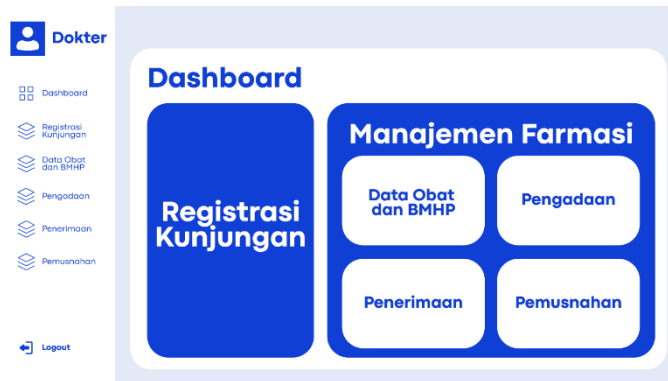 Dokter
Dashboard
Registrasi
Kunjungan
Data Obat
dan BMHP
Pengadaan
Penerimaan
Pemusnahan
Logout
Dashboard
Registrasi
Kunjungan
Manajemen Farmasi
Data Obat
dan BMHP
Pengadaan
Penerimaan
Pemusnahan